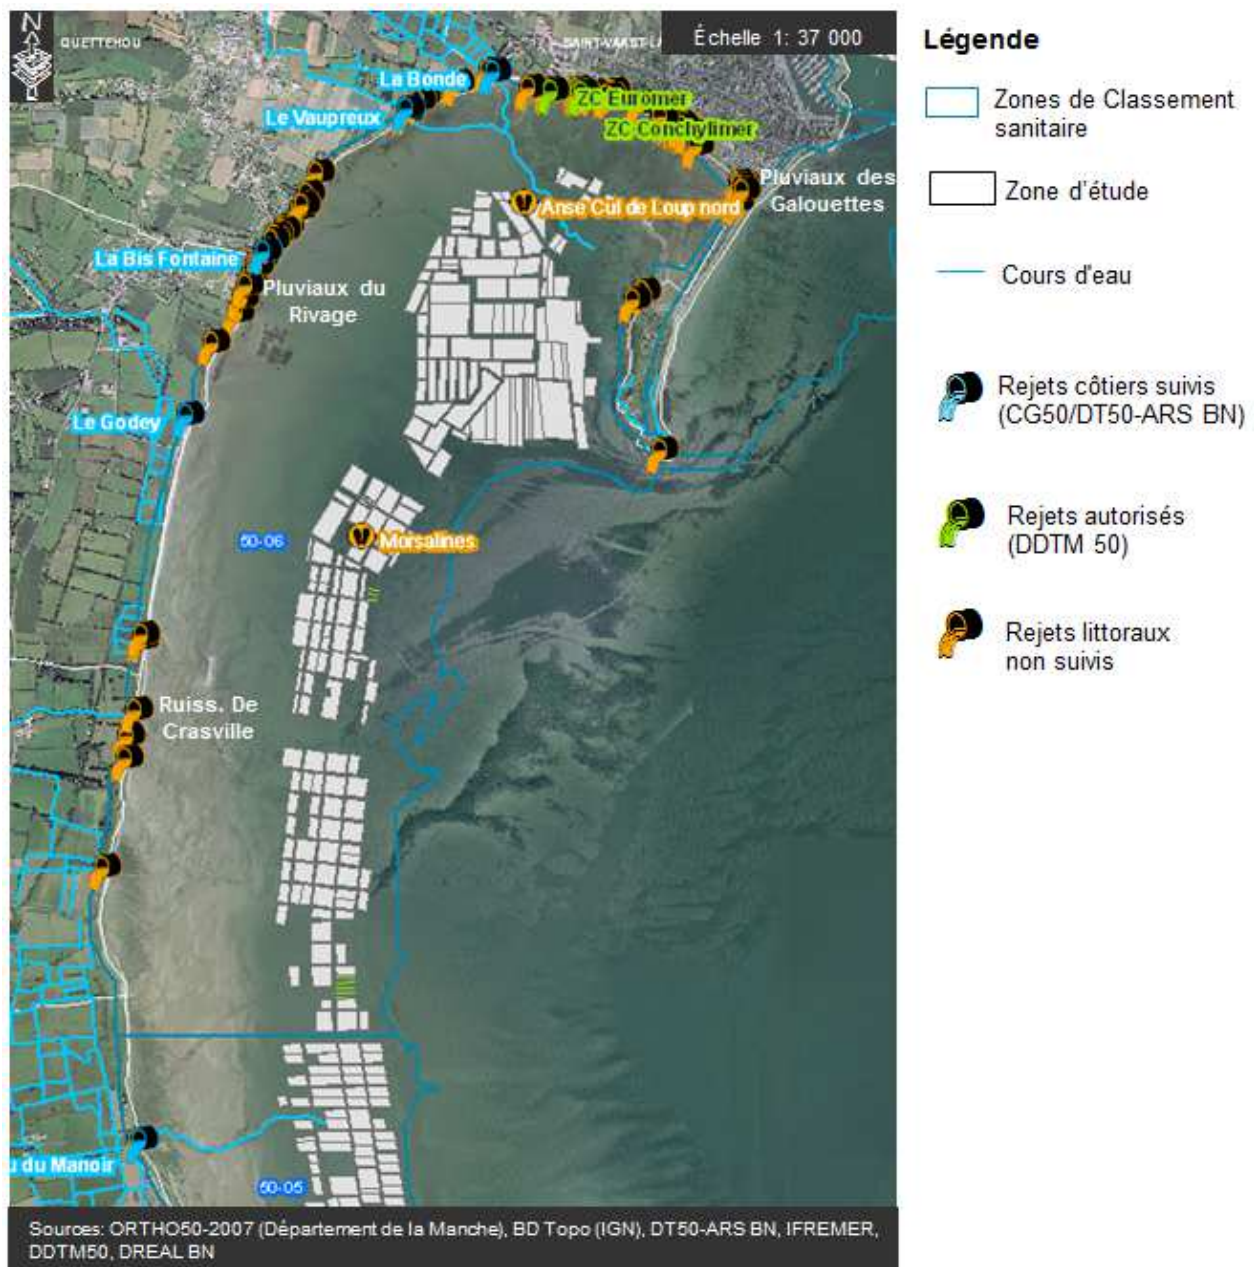 N
QUETTEHOU
Échelle 1: 37 000
La Bonde
ZC Euromer
Le Vaupreux
ZC Conchylimer
Pluviaux des
Galouettes
Anse Cul de Loup nord
La Bis Fontaine
Pluviaux du
Rivage
Le Godey
50-06
Morsalines
Ruiss. De
Crasville
u du Manoir
50-05
Sources: ORTHO50-2007 (Département de la Manche), BD Topo (IGN), DT50-ARS BN, IFREMER,
DDTM50, DREAL BN
Légende
Zones de Classement
sanitaire
Zone d'étude
Cours d'eau
Rejets côtiers suivis
(CG50/DT50-ARS BN)
Rejets autorisés
(DDTM 50)
Rejets littoraux
non suivis